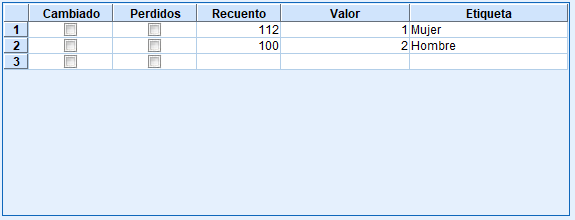 Cambiado Perdidos Recuento Valor Etiqueta
1 112 1 Mujer
2 100 2 Hombre
3